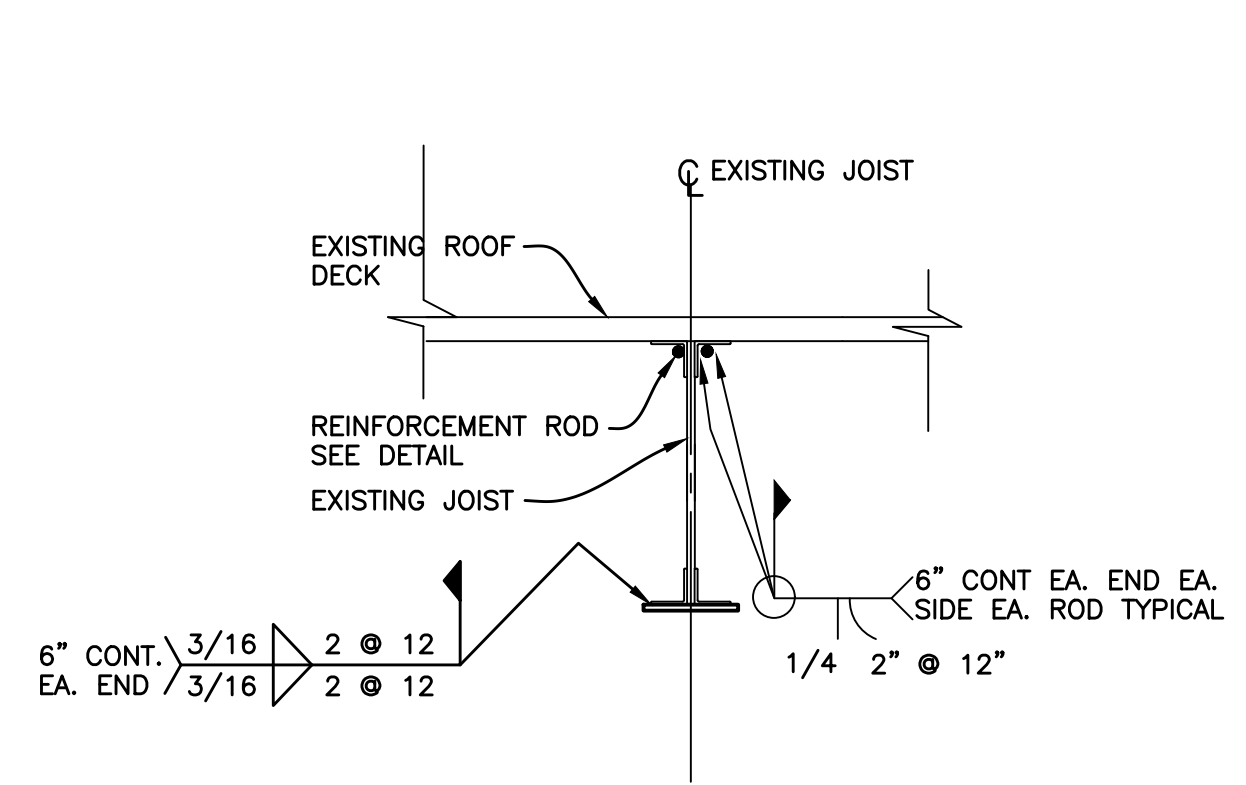 ℄ EXISTING JOIST
EXISTING ROOF
DECK
REINFORCEMENT ROD
SEE DETAIL
EXISTING JOIST
6” CONT EA. END EA.
SIDE EA. ROD TYPICAL
1/4 2” @ 12”
3/16 2 @ 12
6” CONT.
EA. END
3/16 2 @ 12